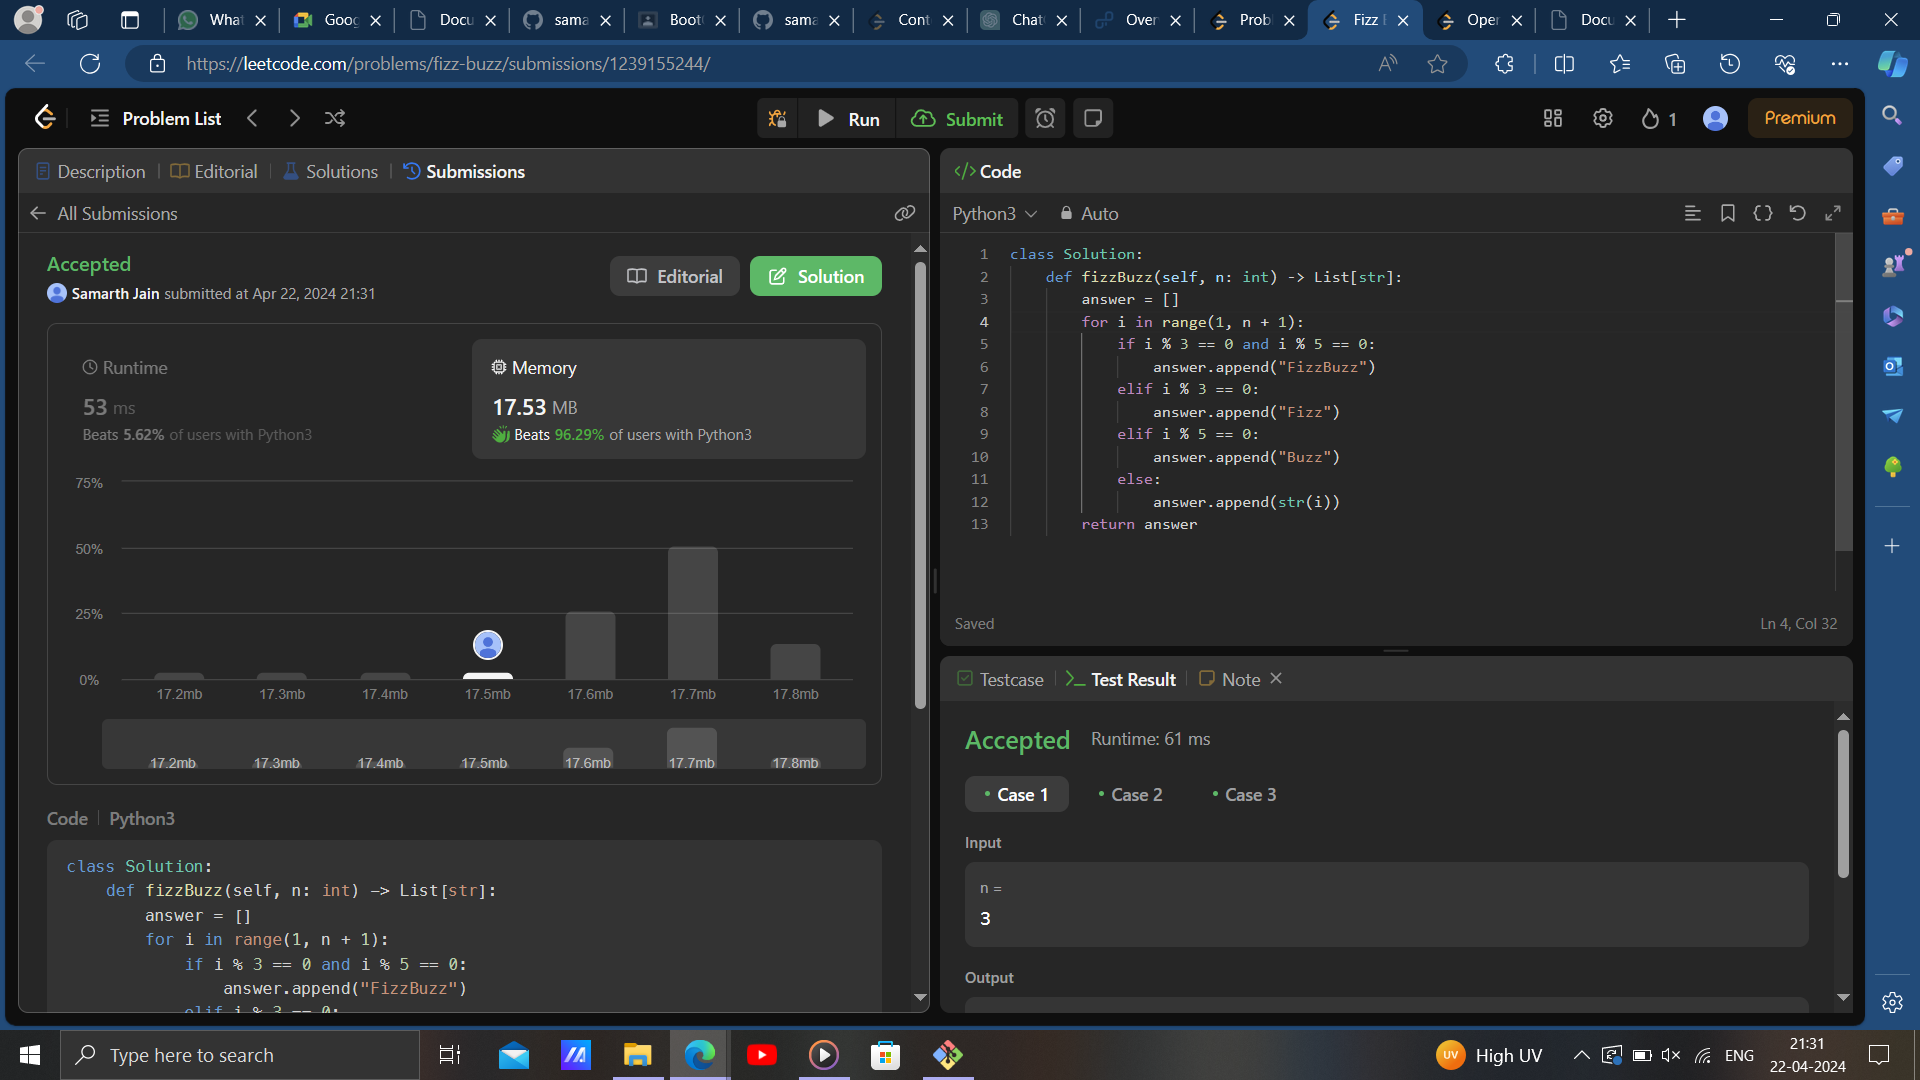 What
Goog
Docu
sama
Boot
sama
Cont
Chat
Over
Prob
Fizz
Oper
Docu
https://leetcode.com/problems/fizz-buzz/submissions/1239155244/
Problem List
Run
Submit
1
Premium
Description
Editorial
Solutions
Submissions
All Submissions
Accepted
Samarth Jain submitted at Apr 22, 2024 21:31
Editorial
Solution
Runtime
53 ms
Beats 5.62% of users with Python3
Memory
17.53 MB
Beats 96.29% of users with Python3
75%
50%
25%
0%
17.2mb 17.3mb 17.4mb 17.5mb 17.6mb 17.7mb 17.8mb
17.2mb 17.3mb 17.4mb 17.5mb 17.6mb 17.7mb 17.8mb
Code | Python3
class Solution:
def fizzBuzz(self, n: int) -> List[str]:
answer = []
for i in range(1, n + 1):
if i % 3 == 0 and i % 5 == 0:
answer.append("FizzBuzz")
elif i % 3 == 0:
</> Code
Python3
Auto
1 class Solution:
2 def fizzBuzz(self, n: int) -> List[str]:
3 answer = []
4 for i in range(1, n + 1):
5 if i % 3 == 0 and i % 5 == 0:
6 answer.append("FizzBuzz")
7 elif i % 3 == 0:
8 answer.append("Fizz")
9 elif i % 5 == 0:
10 answer.append("Buzz")
11 else:
12 answer.append(str(i))
13 return answer
Saved
Ln 4, Col 32
Testcase
Test Result
Note
Accepted Runtime: 61 ms
Case 1
Case 2
Case 3
Input
n =
3
Output
Type here to search
UV
High UV
ENG
21:31
22-04-2024